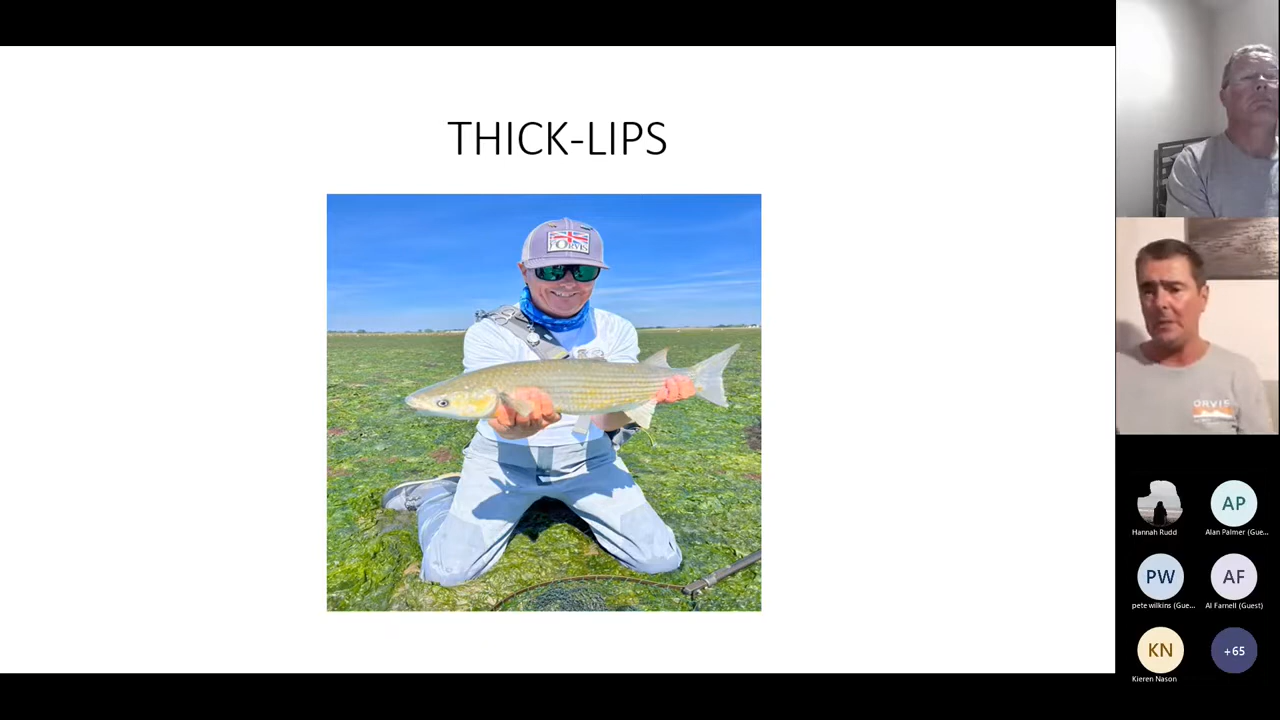 THICK-LIPS
ORVIS
ORVIS
Hannah Rudd
AP
Alan Palmer (Gue...
PW
pete wilkins (Gue...
AF
Al Farnell (Guest)
KN
Kieren Nason
+65